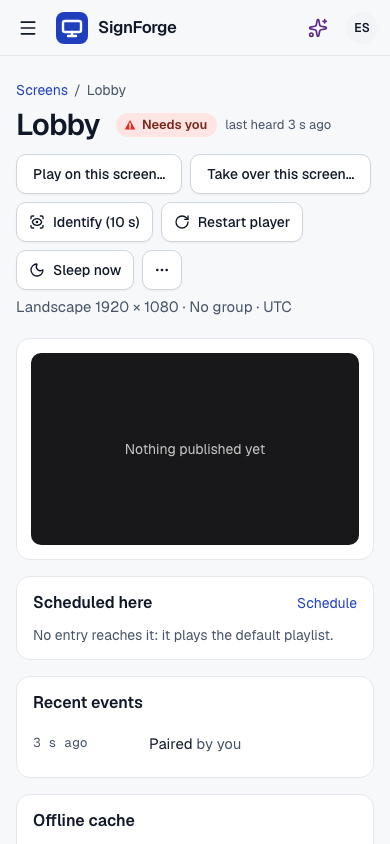 SignForge
ES
Screens / Lobby
Lobby
Needs you
last heard 3 s ago
Play on this screen...
Take over this screen...
Identify (10 s)
Restart player
Sleep now
...
Landscape 1920 × 1080 · No group · UTC
Nothing published yet
Scheduled here
Schedule
No entry reaches it: it plays the default playlist.
Recent events
3 s ago
Paired by you
Offline cache